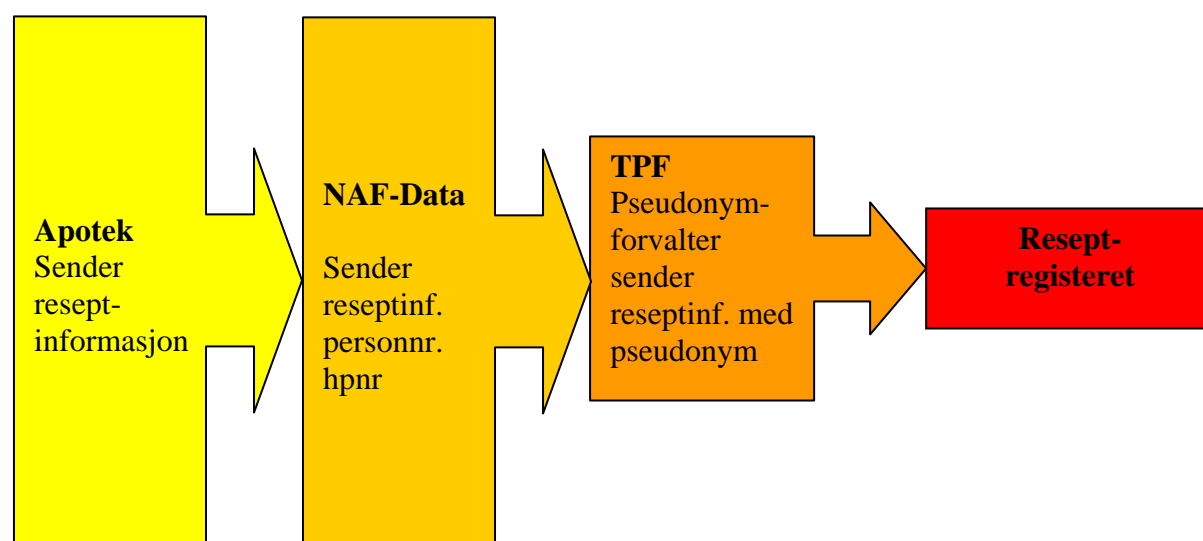 Apotek
Sender
resept-
informasjon
NAF-Data
Sender
reseptinf.
personnr.
hpnr
TPF
Pseudonym-
forvalter
sender
reseptinf. med
pseudonym
Resept-
registeret